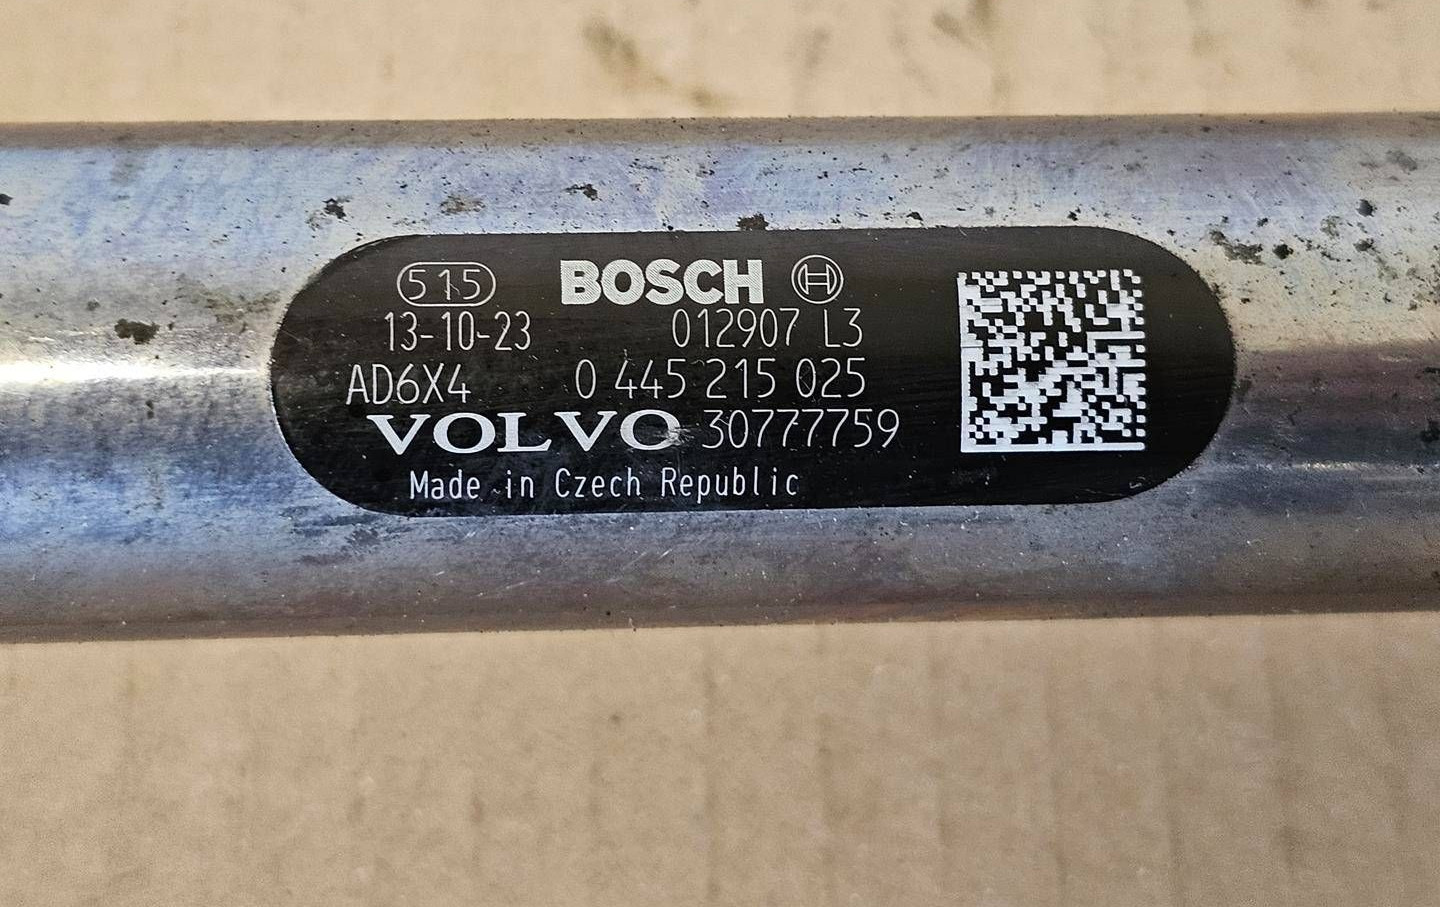 515 BOSCH
13-10-23 012907 L3
AD6X4 0 445 215 025
VOLVO 30777759
Made in Czech Republic